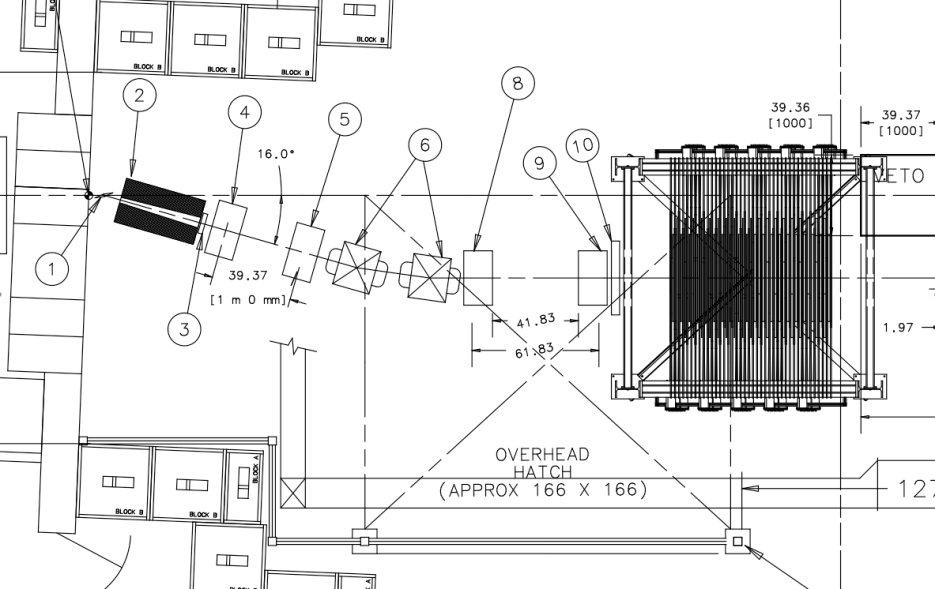 BLOCK B
BLOCK B
BLOCK B
BLOCK B
2
4
5
6
8
9
10
16.0°
39.36
[1000]
39.37
[1000]
1
3
39.37
[1 m 0 mm]
41.83
61.83
1.97
OVERHEAD
HATCH
(APPROX 166 X 166)
BLOCK B
BLOCK B
BLOCK A